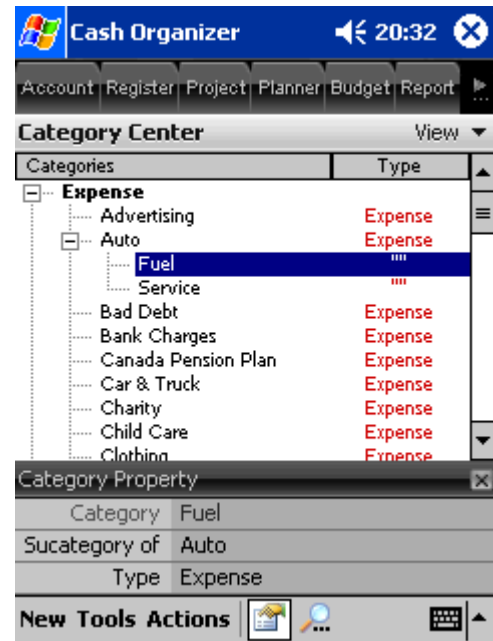 Cash Organizer 20:32
Account Register Project Planner Budget Report
Category Center View
Categories Type
Expense
Advertising Expense
Auto Expense
Fuel ""
Service ""
Bad Debt Expense
Bank Charges Expense
Canada Pension Plan Expense
Car & Truck Expense
Charity Expense
Child Care Expense
Clothing Expense
Category Property
Category Fuel
Sucategory of Auto
Type Expense
New Tools Actions